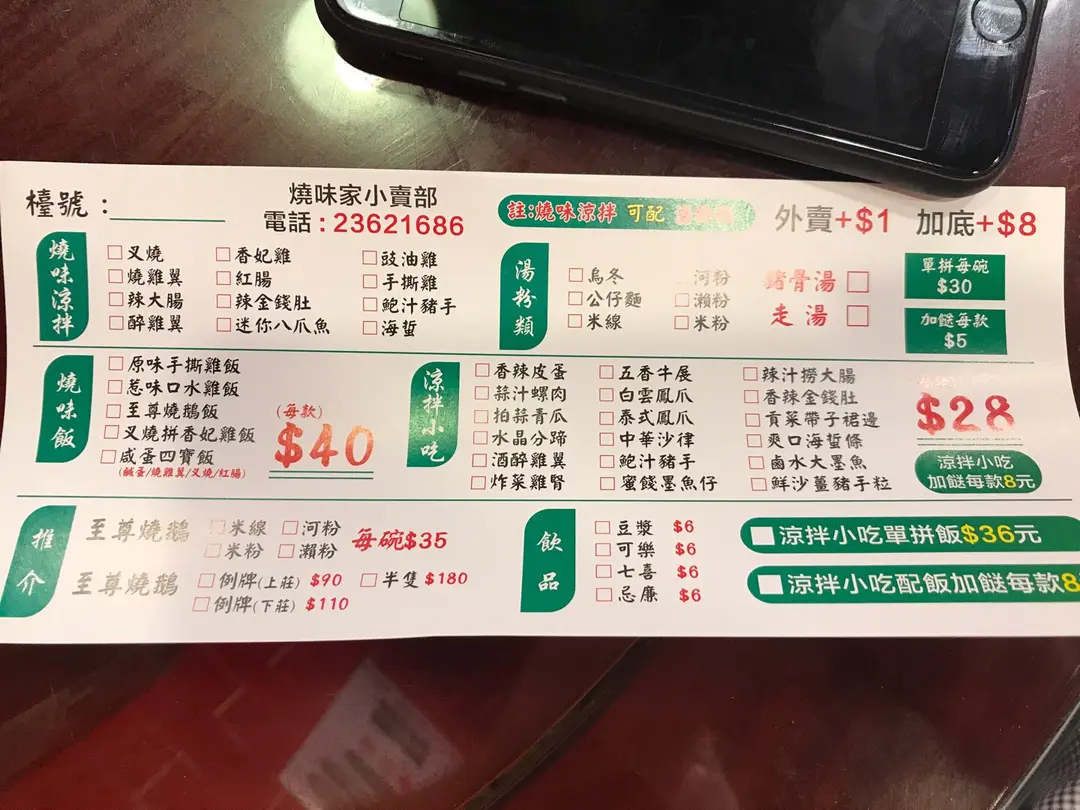 檯號：
燒味家小賣部
電話：23621686
註:燒味涼拌 可配
外賣+$1 加底+$8
燒味涼拌
叉燒 香妃雞 豉油雞
燒雞翼 紅腸 手撕雞
辣大腸 辣金錢肚 鮑汁豬手
醉雞翼 迷你八爪魚 海蜇
湯粉類
烏冬 河粉
公仔麵 瀨粉
米線 米粉
豬骨湯
走湯
單拼每碗
$30
加餸每款
$5
燒味飯
原味手撕雞飯
惹味口水雞飯
至尊燒鵝飯
叉燒拼香妃雞飯
咸蛋四寶飯
(鹹蛋/燒雞翼/叉燒/紅腸)
(每款)
$40
涼拌小吃
香辣皮蛋 五香牛展 辣汁撈大腸
蒜汁螺肉 白雲鳳爪 香辣金錢肚
拍蒜青瓜 泰式鳳爪 貢菜帶子裙邊
水晶分蹄 中華沙律 爽口海蜇條
酒醉雞翼 鮑汁豬手 鹵水大墨魚
炸菜雞腎 蜜餞墨魚仔 鮮沙薑豬手粒
$28
涼拌小吃
加餸每款8元
推介
至尊燒鵝 米線 河粉
米粉 瀨粉
每碗$35
至尊燒鵝 例牌(上莊) $90 半隻 $180
例牌(下莊) $110
飲品
豆漿 $6
可樂 $6
七喜 $6
忌廉 $6
涼拌小吃單拼飯$36元
涼拌小吃配飯加餸每款8